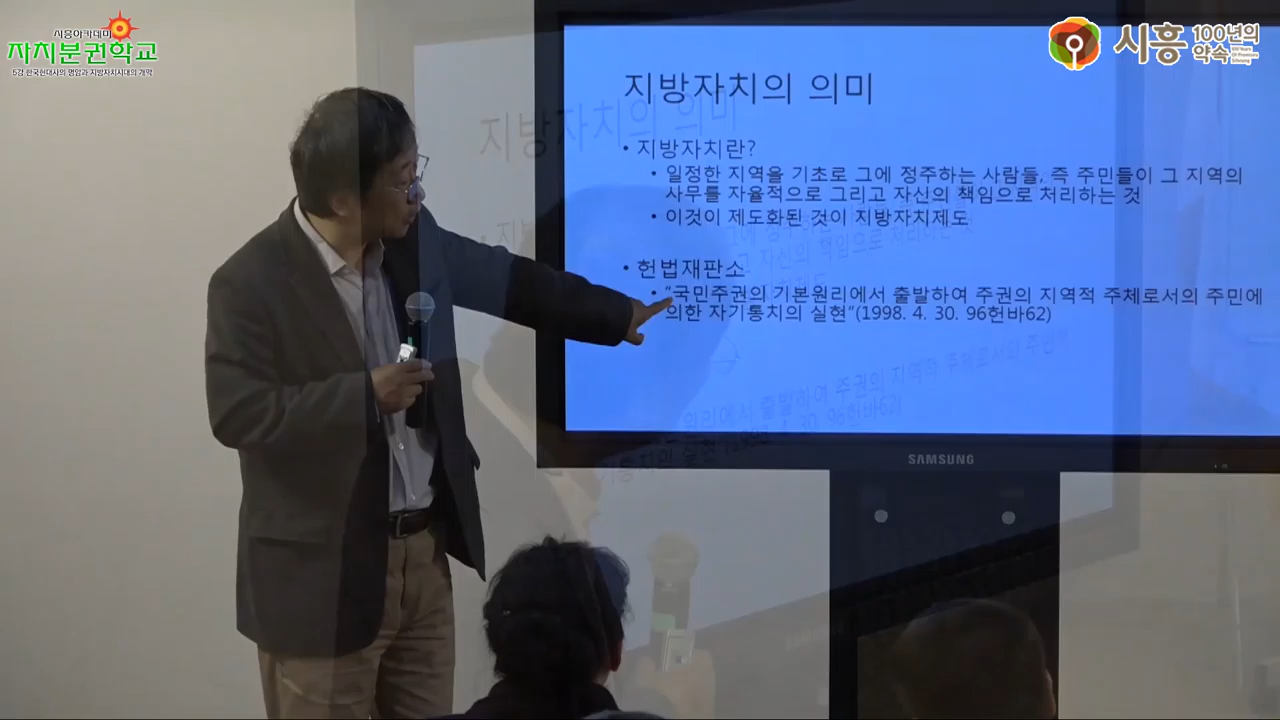 시흥아카데미
자치분권학교
5강 한국현대사의 명암과 지방자치시대의 개막
시흥 100년의
약속
지방자치의 의미
• 지방자치란?
• 일정한 지역을 기초로 그에 정주하는 사람들, 즉 주민들이 그 지역의
사무를 자율적으로 그리고 자신의 책임으로 처리하는 것
• 이것이 제도화된 것이 지방자치제도
• 헌법재판소
• “국민주권의 기본원리에서 출발하여 주권의 지역적 주체로서의 주민에
의한 자기통치의 실현”(1998. 4. 30. 96헌바62)
SAMSUNG